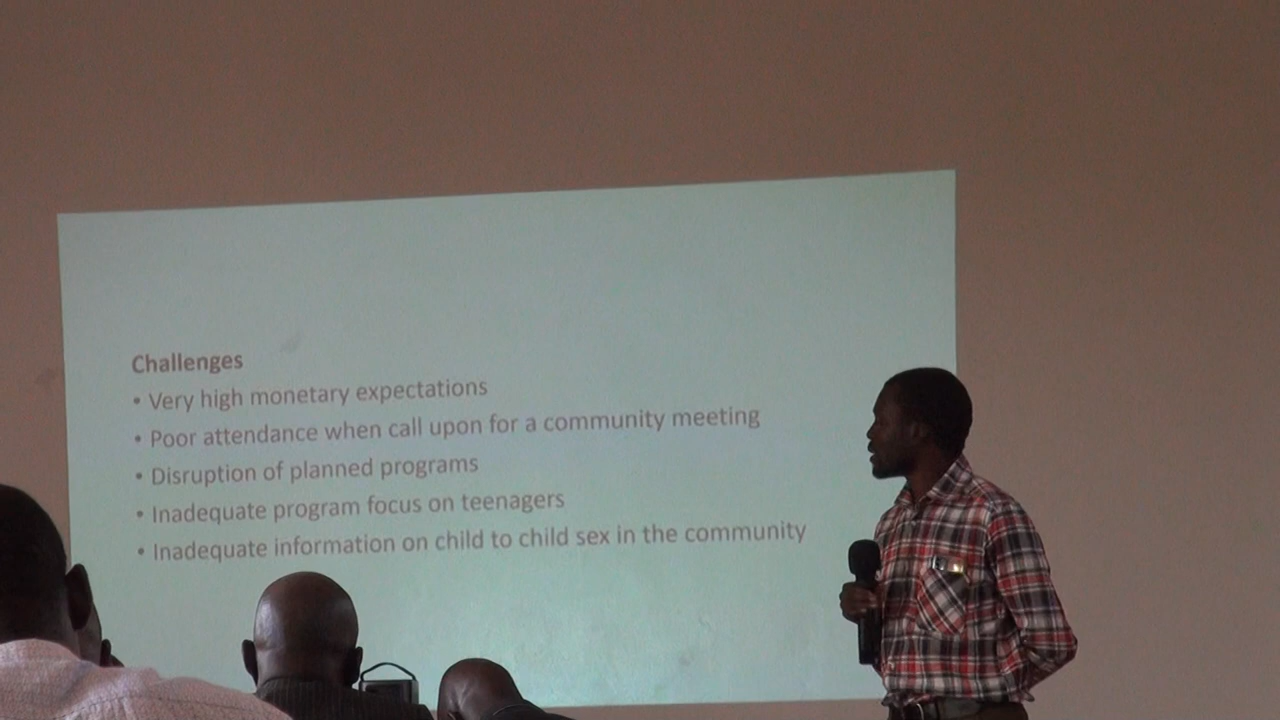 Challenges
• Very high monetary expectations
• Poor attendance when call upon for a community meeting
• Disruption of planned programs
• Inadequate program focus on teenagers
• Inadequate information on child to child sex in the community